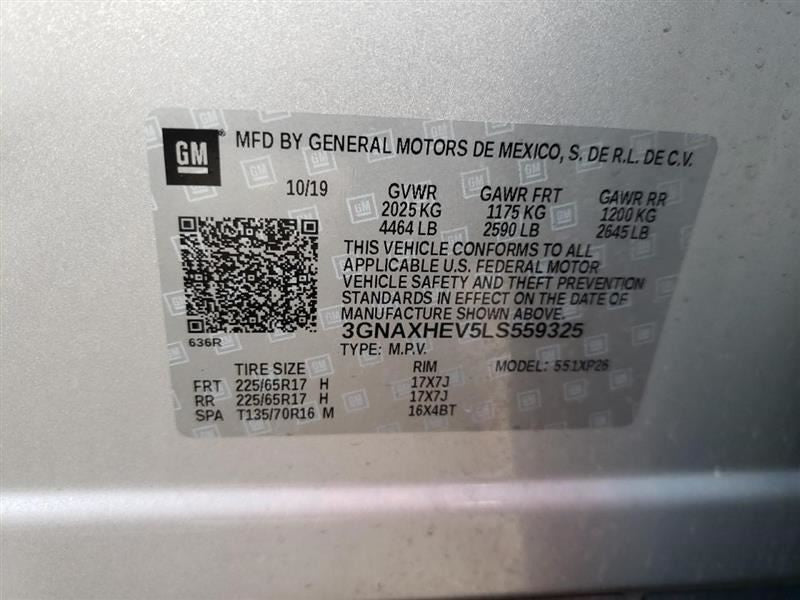 GM MFD BY GENERAL MOTORS DE MEXICO, S. DE R.L. DE C.V.
10/19 GVWR GAWR FRT GAWR RR
2025 KG 1175 KG 1200 KG
4464 LB 2590 LB 2645 LB
THIS VEHICLE CONFORMS TO ALL
APPLICABLE U.S. FEDERAL MOTOR
VEHICLE SAFETY AND THEFT PREVENTION
STANDARDS IN EFFECT ON THE DATE OF
MANUFACTURE SHOWN ABOVE.
3GNAXHEV5LS559325
636R TYPE: M.P.V.
TIRE SIZE RIM MODEL: 551XP26
FRT 225/65R17 H 17X7J
RR 225/65R17 H 17X7J
SPA T135/70R16 M 16X4BT